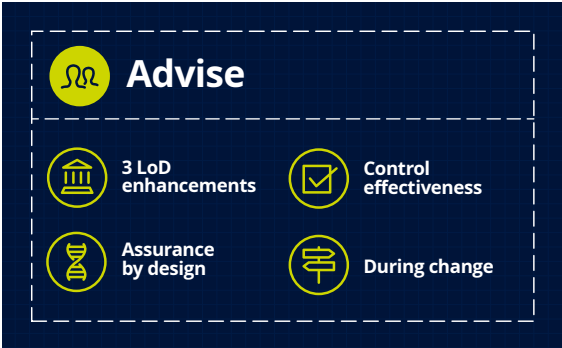 Advise
3 LoD
enhancements
Control
effectiveness
Assurance
by design
During change